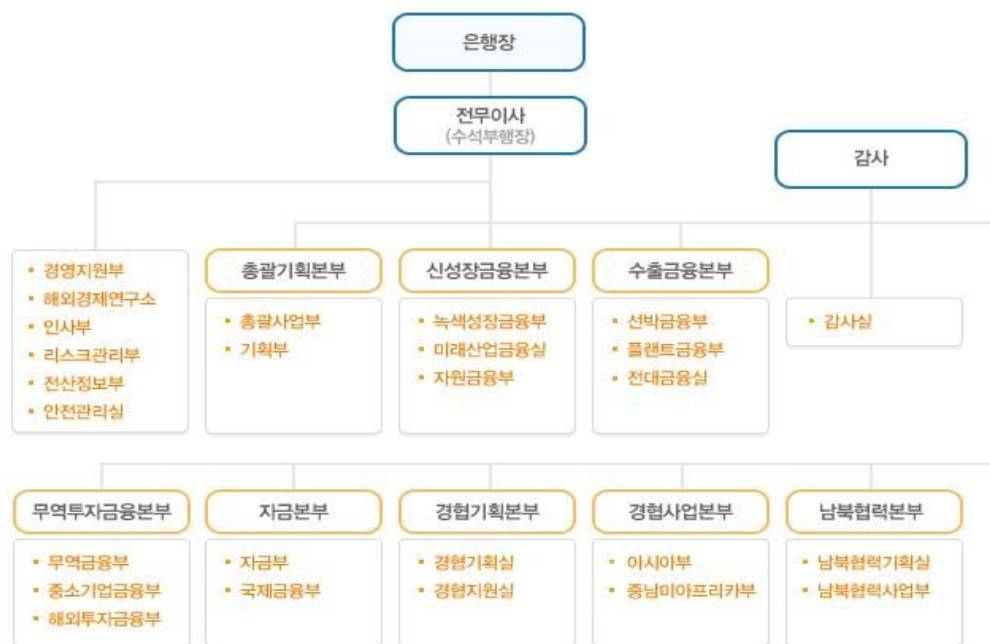 은행장
전무이사
(수석부행장)
감사
경영지원부
해외경제연구소
인사부
리스크관리부
전산정보부
안전관리실
총괄기획본부
총괄사업부
기획부
신성장금융본부
녹색성장금융부
미래산업금융실
자원금융부
수출금융본부
선박금융부
플랜트금융부
전대금융실
감사실
무역투자금융본부
무역금융부
중소기업금융부
해외투자금융부
자금본부
자금부
국제금융부
경협기획본부
경협기획실
경협지원실
경협사업본부
아시아부
중남미아프리카부
남북협력본부
남북협력기획실
남북협력사업부